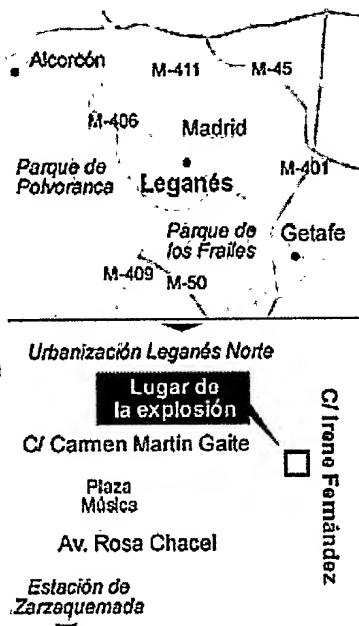 Alcorcón
M-411
M-45
M-406
Madrid
Parque de
Polvoranca
Leganés
M-401
Parque de
los Frailes
Getafe
M-409
M-50
Urbanización Leganés Norte
Lugar de
la explosión
C/ Carmen Martín Gaite
C/ Irene Fernández
Plaza
Música
Av. Rosa Chacel
Estación de
Zarzaquemada